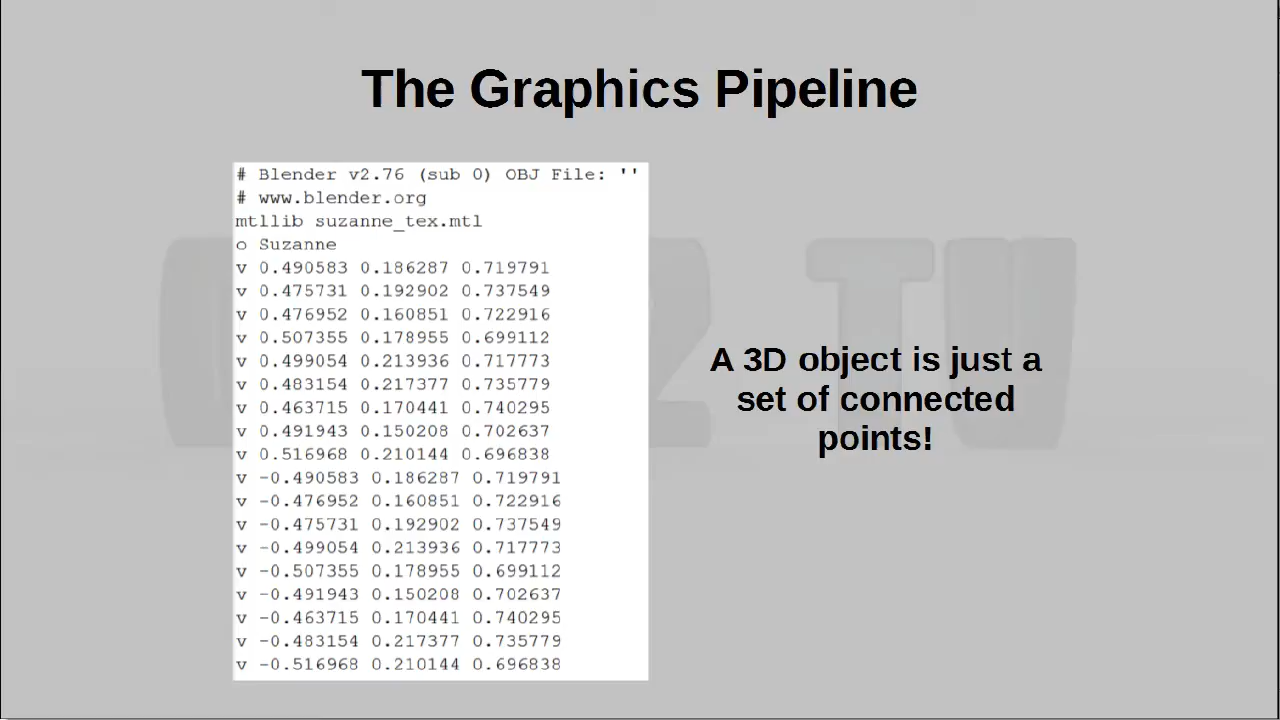 The Graphics Pipeline
# Blender v2.76 (sub 0) OBJ File: ''
# www.blender.org
mtllib suzanne_tex.mtl
o Suzanne
v 0.490583 0.186287 0.719791
v 0.475731 0.192902 0.737549
v 0.476952 0.160851 0.722916
v 0.507355 0.178955 0.699112
v 0.499054 0.213936 0.717773
v 0.483154 0.217377 0.735779
v 0.463715 0.170441 0.740295
v 0.491943 0.150208 0.702637
v 0.516968 0.210144 0.696838
v -0.490583 0.186287 0.719791
v -0.476952 0.160851 0.722916
v -0.475731 0.192902 0.737549
v -0.499054 0.213936 0.717773
v -0.507355 0.178955 0.699112
v -0.491943 0.150208 0.702637
v -0.463715 0.170441 0.740295
v -0.483154 0.217377 0.735779
v -0.516968 0.210144 0.696838
A 3D object is just a
set of connected
points!